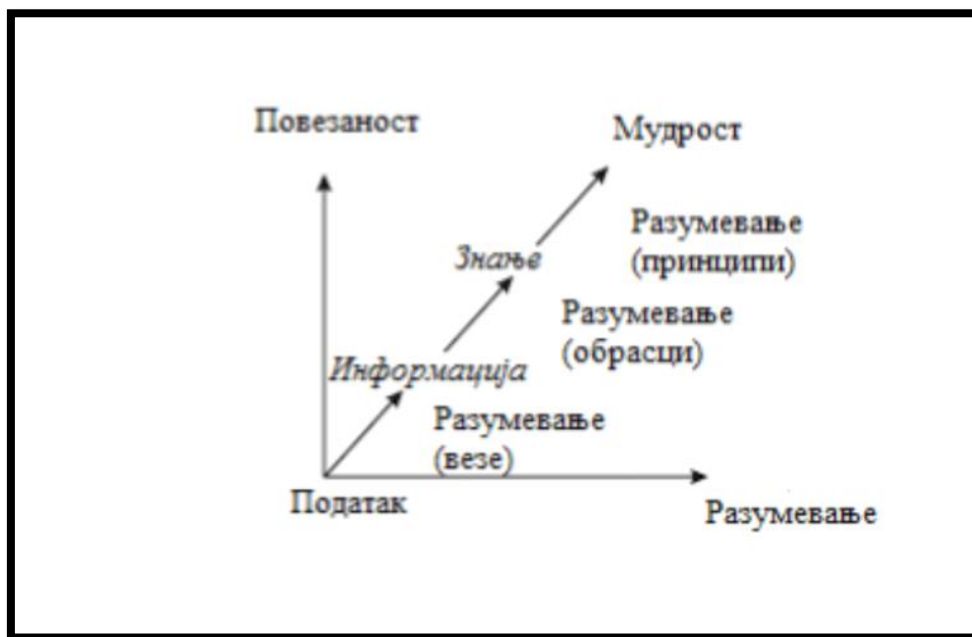 Повезаност
Мудрост
Разумевање
(принципи)
Знање
Разумевање
(обрасци)
Информација
Разумевање
(везе)
Податак
Разумевање